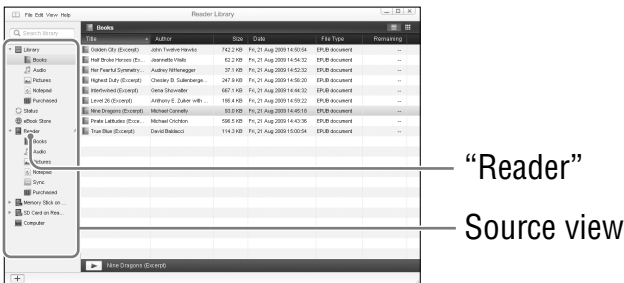 File Edit View Help
Reader Library
Search library
Books
Title Author Size Date File Type Remaining
Golden City (Excerpt) John Twelve Hawks 742.2 KB Fri, 21 Aug 2009 14:50:54 EPUB document --
Half Broke Horses (Ex... Jeannette Walls 62.2 KB Fri, 21 Aug 2009 14:54:32 EPUB document --
Her Fearful Symmetry... Audrey Niffenegger 37.1 KB Fri, 21 Aug 2009 14:52:32 EPUB document --
Highest Duty (Excerpt) Chesley B. Sullenberge... 247.9 KB Fri, 21 Aug 2009 14:56:20 EPUB document --
Intertwined (Excerpt) Gena Showalter 667.1 KB Fri, 21 Aug 2009 14:44:32 EPUB document --
Level 26 (Excerpt) Anthony E. Zuiker with ... 185.4 KB Fri, 21 Aug 2009 14:59:22 EPUB document --
Nine Dragons (Excerpt) Michael Connelly 93.0 KB Fri, 21 Aug 2009 14:45:18 EPUB document --
Pirate Latitudes (Exce... Michael Crichton 596.5 KB Fri, 21 Aug 2009 14:43:36 EPUB document --
True Blue (Excerpt) David Baldacci 114.3 KB Fri, 21 Aug 2009 15:00:54 EPUB document --
Library
Books
Audio
Pictures
Notepad
Purchased
Status
eBook Store
Reader
Books
Audio
Pictures
Notepad
Sync
Purchased
Memory Stick on ...
SD Card on Rea...
Computer
Nine Dragons (Excerpt)
“Reader”
Source view